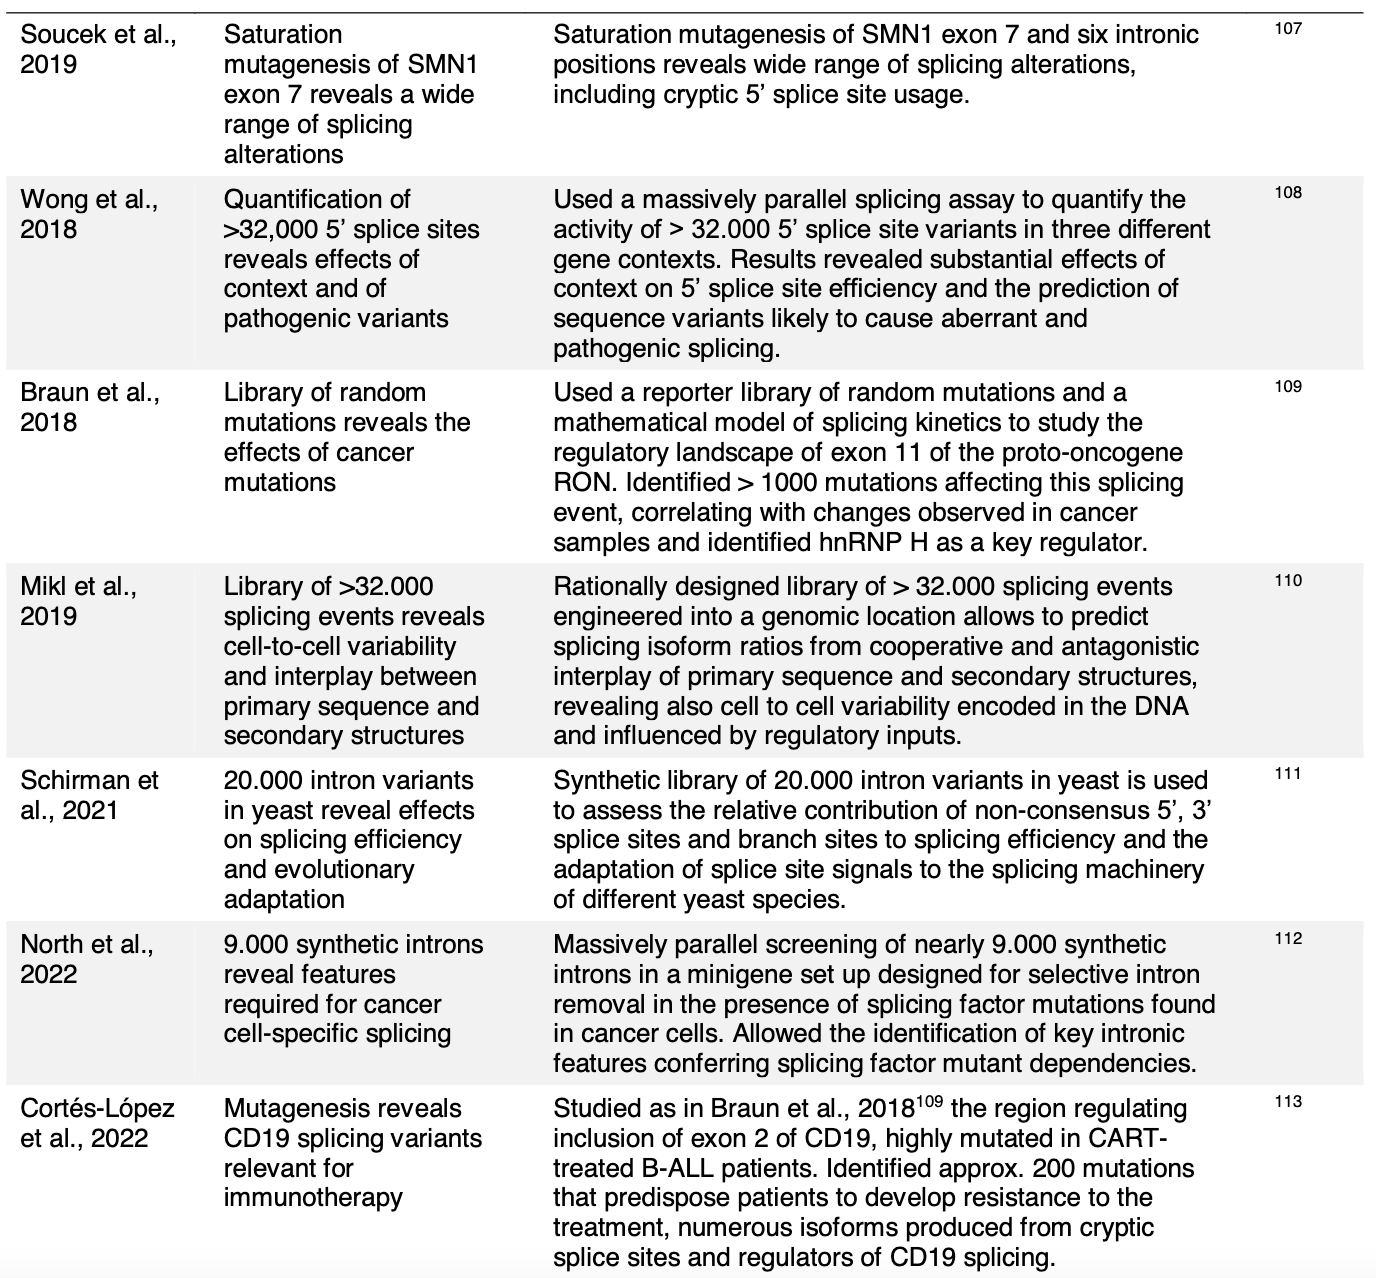 Soucek et al.,
2019
Saturation
mutagenesis of SMN1
exon 7 reveals a wide
range of splicing
alterations
Saturation mutagenesis of SMN1 exon 7 and six intronic
positions reveals wide range of splicing alterations,
including cryptic 5’ splice site usage.
107
Wong et al.,
2018
Quantification of
>32,000 5’ splice sites
reveals effects of
context and of
pathogenic variants
Used a massively parallel splicing assay to quantify the
activity of > 32.000 5’ splice site variants in three different
gene contexts. Results revealed substantial effects of
context on 5’ splice site efficiency and the prediction of
sequence variants likely to cause aberrant and
pathogenic splicing.
108
Braun et al.,
2018
Library of random
mutations reveals the
effects of cancer
mutations
Used a reporter library of random mutations and a
mathematical model of splicing kinetics to study the
regulatory landscape of exon 11 of the proto-oncogene
RON. Identified > 1000 mutations affecting this splicing
event, correlating with changes observed in cancer
samples and identified hnRNP H as a key regulator.
109
Mikl et al.,
2019
Library of >32.000
splicing events reveals
cell-to-cell variability
and interplay between
primary sequence and
secondary structures
Rationally designed library of > 32.000 splicing events
engineered into a genomic location allows to predict
splicing isoform ratios from cooperative and antagonistic
interplay of primary sequence and secondary structures,
revealing also cell to cell variability encoded in the DNA
and influenced by regulatory inputs.
110
Schirman et
al., 2021
20.000 intron variants
in yeast reveal effects
on splicing efficiency
and evolutionary
adaptation
Synthetic library of 20.000 intron variants in yeast is used
to assess the relative contribution of non-consensus 5’, 3’
splice sites and branch sites to splicing efficiency and the
adaptation of splice site signals to the splicing machinery
of different yeast species.
111
North et al.,
2022
9.000 synthetic introns
reveal features
required for cancer
cell-specific splicing
Massively parallel screening of nearly 9.000 synthetic
introns in a minigene set up designed for selective intron
removal in the presence of splicing factor mutations found
in cancer cells. Allowed the identification of key intronic
features conferring splicing factor mutant dependencies.
112
Cortés-López
et al., 2022
Mutagenesis reveals
CD19 splicing variants
relevant for
immunotherapy
Studied as in Braun et al., 2018109 the region regulating
inclusion of exon 2 of CD19, highly mutated in CART-
treated B-ALL patients. Identified approx. 200 mutations
that predispose patients to develop resistance to the
treatment, numerous isoforms produced from cryptic
splice sites and regulators of CD19 splicing.
113